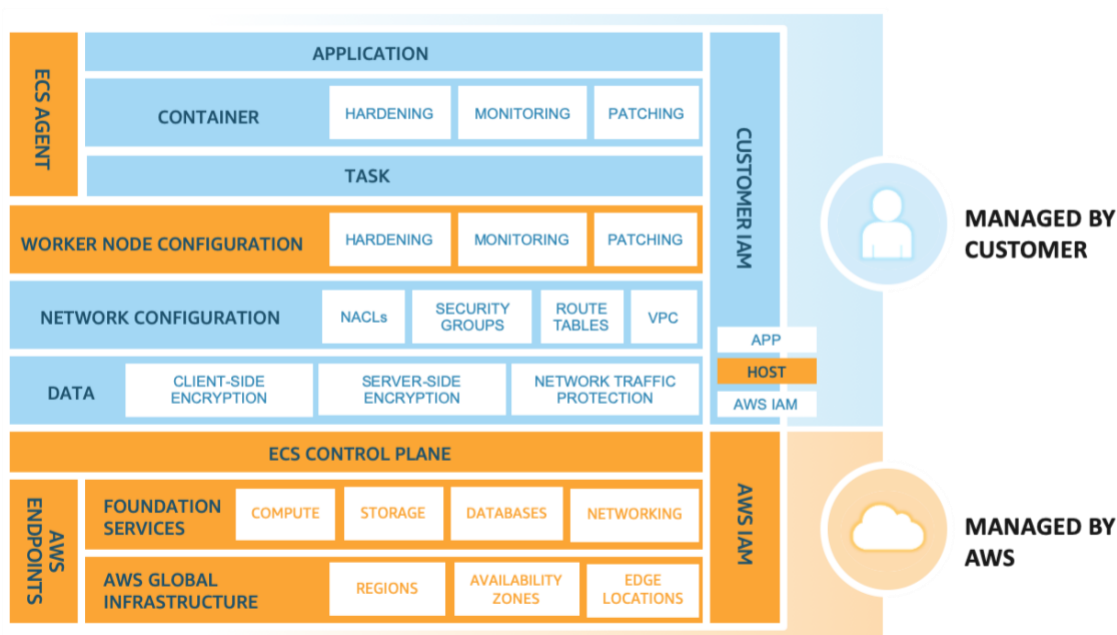 ECS AGENT
APPLICATION
CONTAINER
HARDENING
MONITORING
PATCHING
TASK
WORKER NODE CONFIGURATION
HARDENING
MONITORING
PATCHING
NETWORK CONFIGURATION
NACLs
SECURITY
GROUPS
ROUTE
TABLES
VPC
DATA
CLIENT-SIDE
ENCRYPTION
SERVER-SIDE
ENCRYPTION
NETWORK TRAFFIC
PROTECTION
CUSTOMER IAM
APP
HOST
AWS IAM
MANAGED BY
CUSTOMER
ECS CONTROL PLANE
AWS
ENDPOINTS
FOUNDATION
SERVICES
COMPUTE
STORAGE
DATABASES
NETWORKING
AWS GLOBAL
INFRASTRUCTURE
REGIONS
AVAILABILITY
ZONES
EDGE
LOCATIONS
AWS IAM
MANAGED BY
AWS